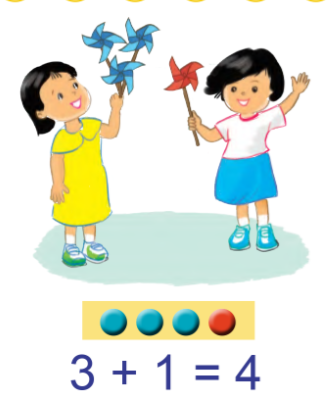 3 + 1 = 4